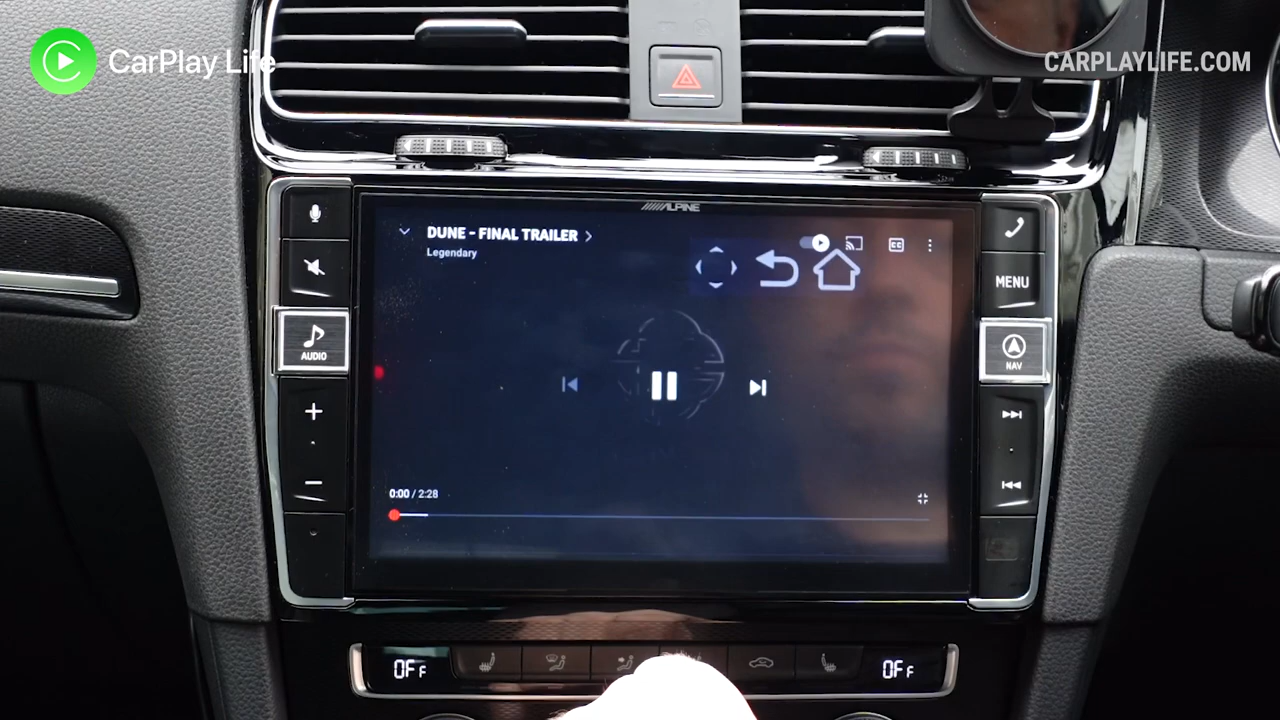 CarPlay Life
CARPLAYLIFE.COM
ALPINE
DUNE - FINAL TRAILER
Legendary
CC
MENU
AUDIO
NAV
0:00 / 2:28
OFF
OFF